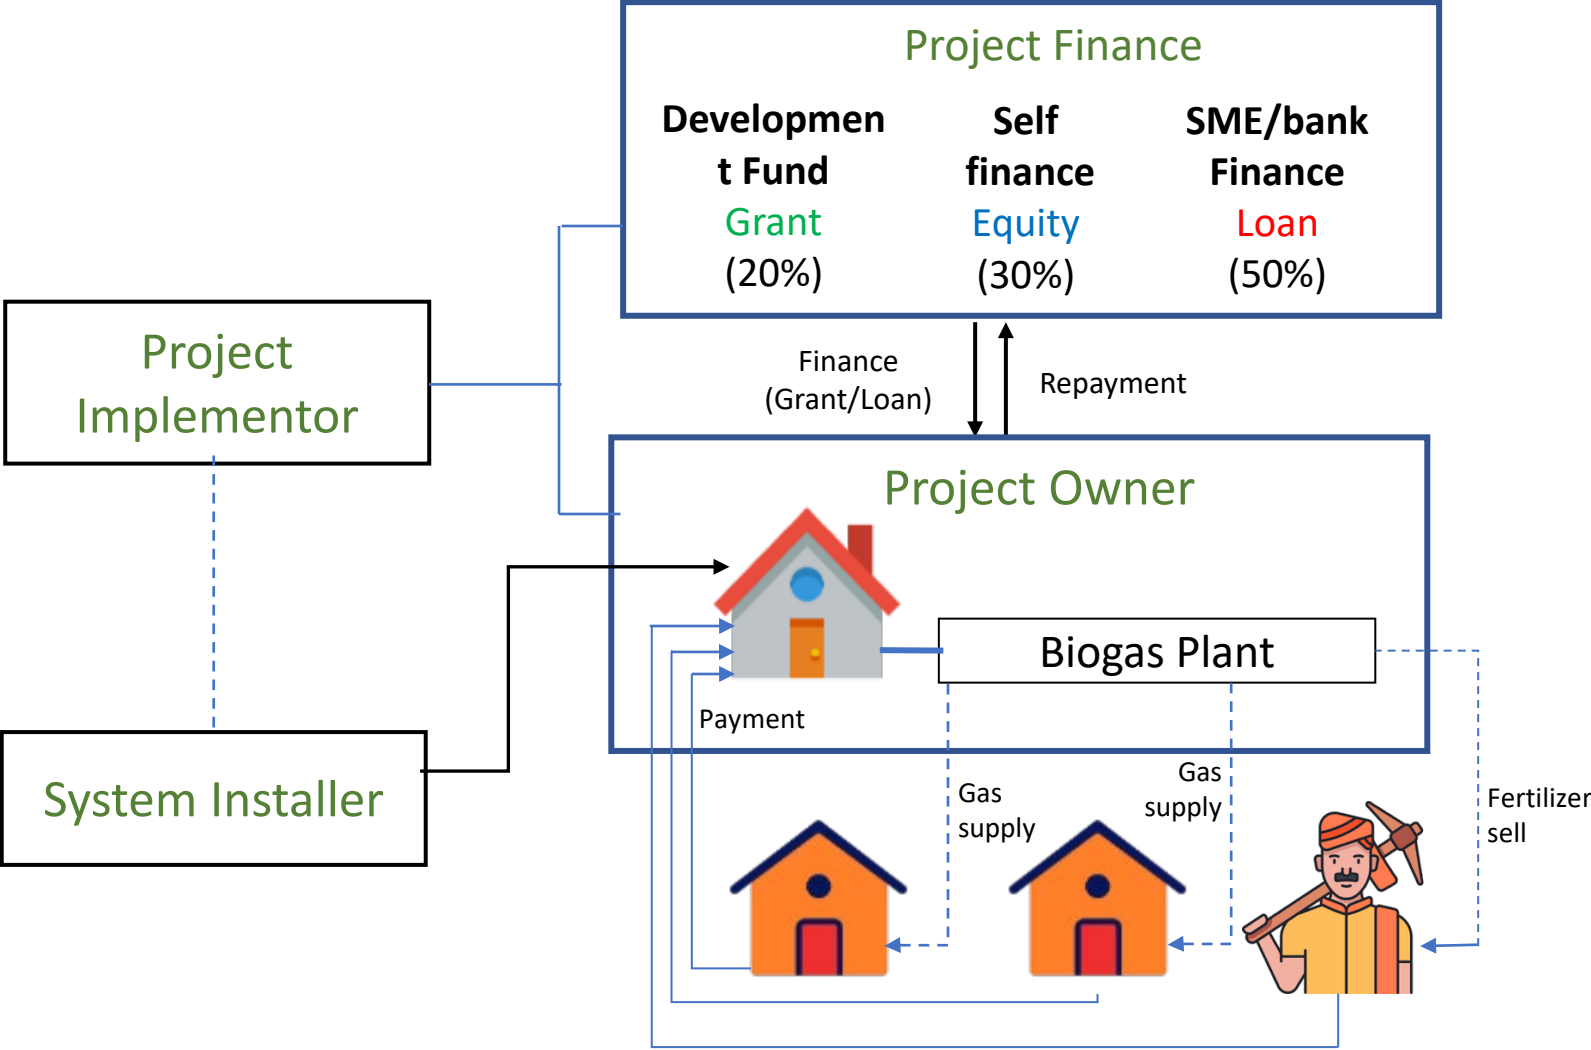 Project Finance
Developmen
t Fund
Grant
(20%)
Self
finance
Equity
(30%)
SME/bank
Finance
Loan
(50%)
Project
Implementor
Finance
(Grant/Loan)
Repayment
Project Owner
Biogas Plant
Payment
System Installer
Gas
supply
Gas
supply
Fertilizer
sell